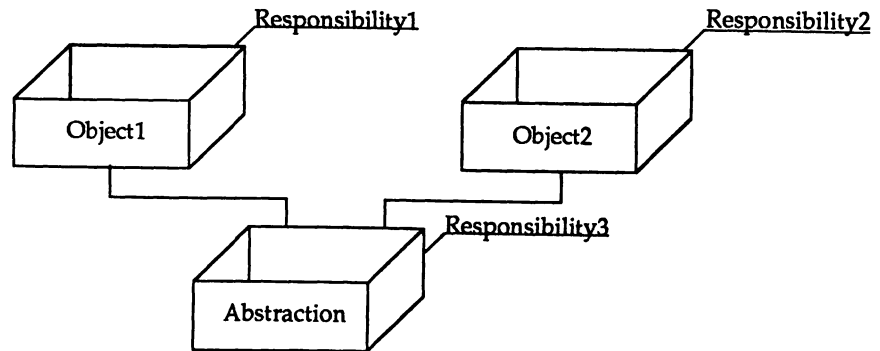 Responsibility1
Responsibility2
Object1
Object2
Responsibility3
Abstraction